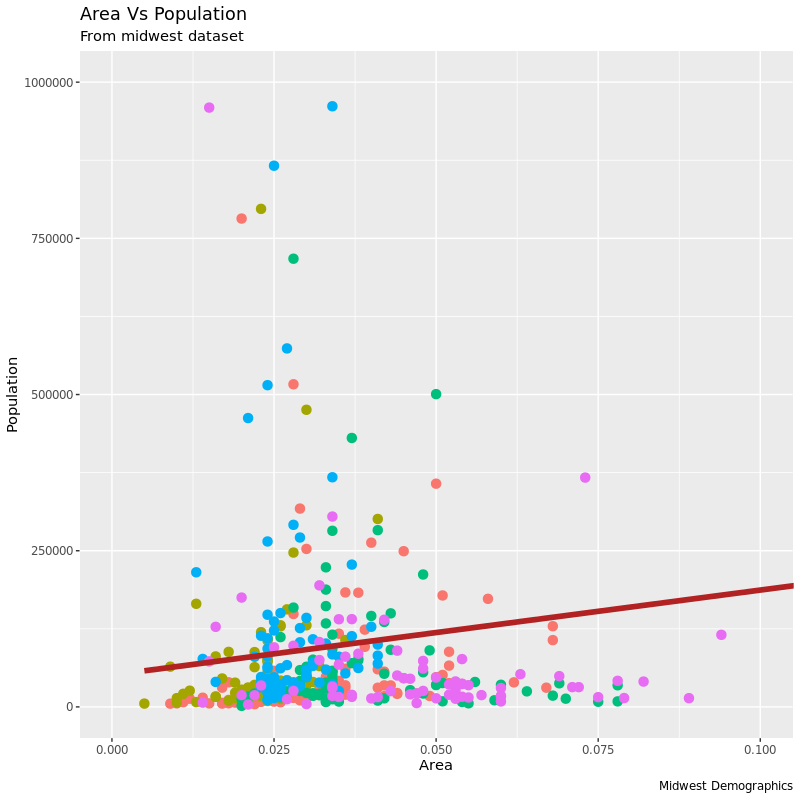 Area Vs Population
From midwest dataset
1000000
750000
500000
250000
0
Population
0.000 0.025 0.050 0.075 0.100
Area
Midwest Demographics